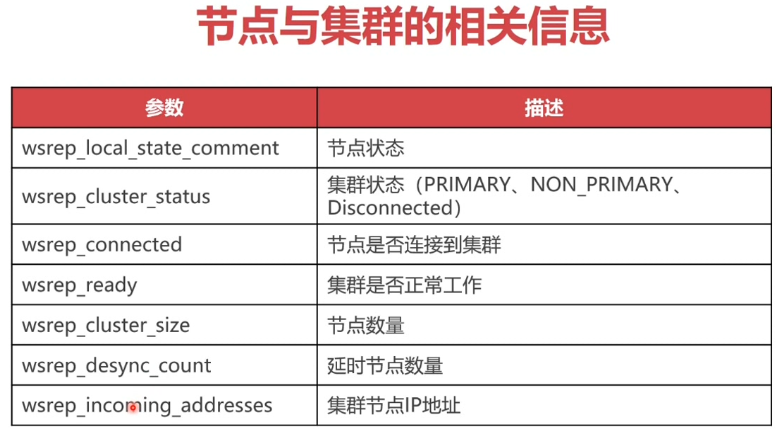 节点与集群的相关信息
参数 描述
wsrep_local_state_comment 节点状态
wsrep_cluster_status 集群状态（PRIMARY、NON_PRIMARY、
Disconnected）
wsrep_connected 节点是否连接到集群
wsrep_ready 集群是否正常工作
wsrep_cluster_size 节点数量
wsrep_desync_count 延时节点数量
wsrep_incoming_addresses 集群节点IP地址